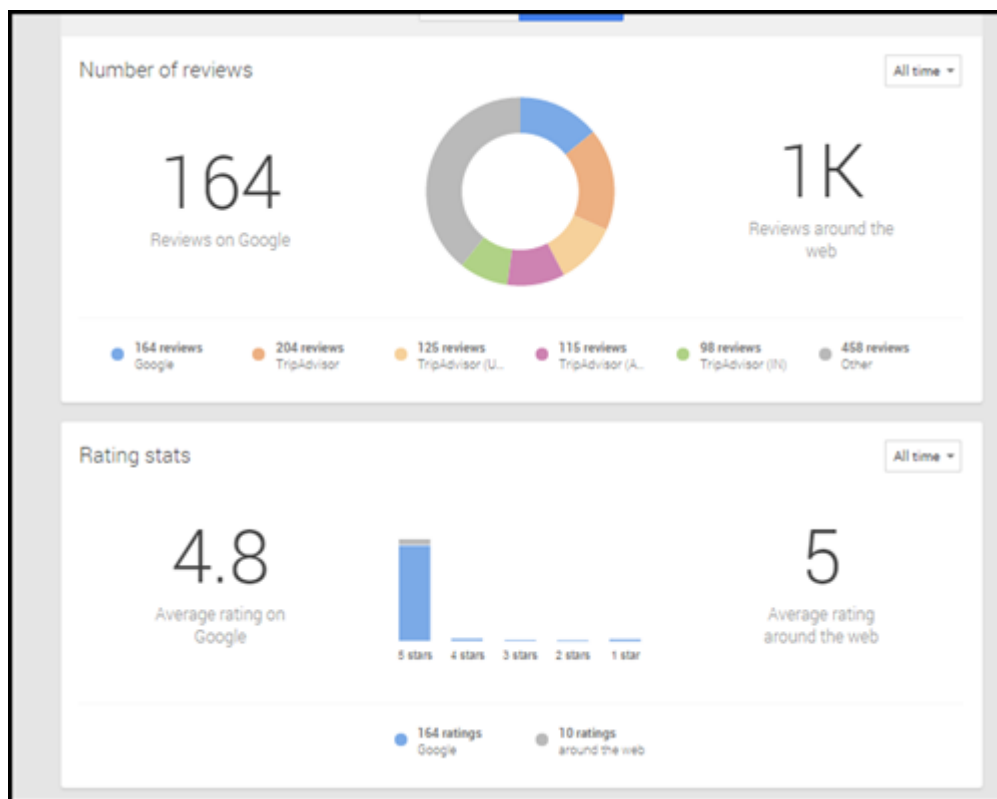 Number of reviews
All time
164
Reviews on Google
1K
Reviews around the
web
164 reviews
Google
204 reviews
TripAdvisor
125 reviews
TripAdvisor (U...
115 reviews
TripAdvisor (A...
98 reviews
TripAdvisor (IN)
458 reviews
Other
Rating stats
All time
4.8
Average rating on
Google
5 stars 4 stars 3 stars 2 stars 1 star
5
Average rating
around the web
164 ratings
Google
10 ratings
around the web